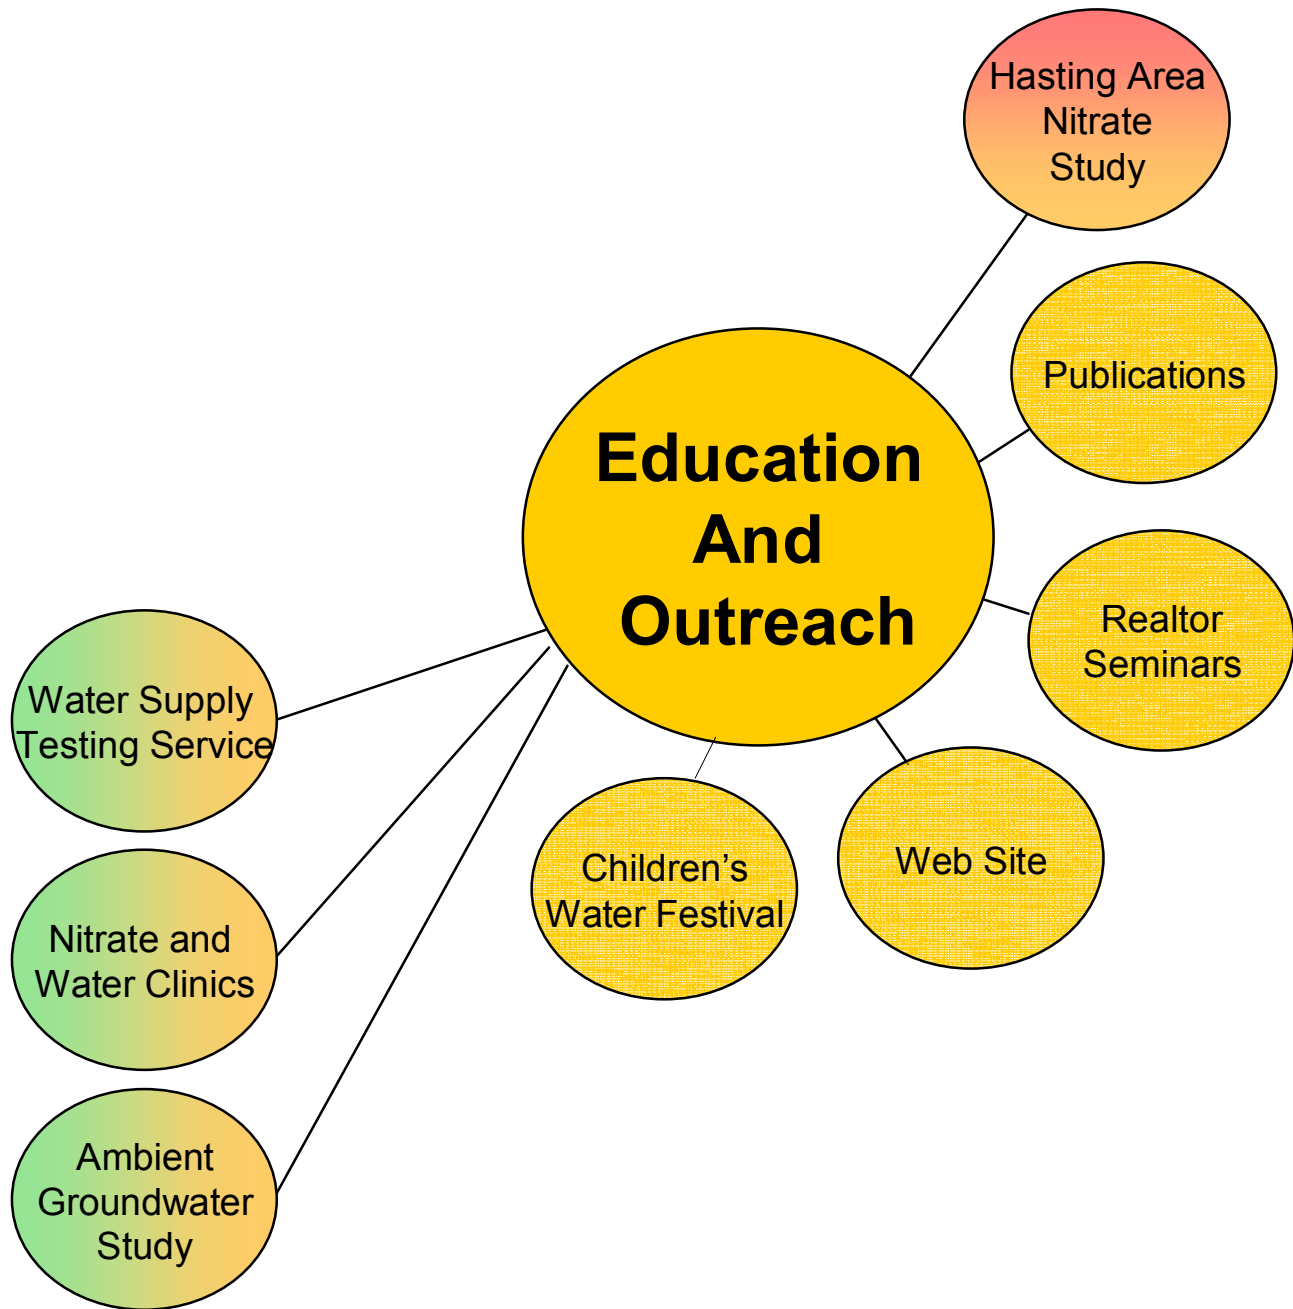 Hasting Area
Nitrate
Study
Publications
Education
And
Outreach
Realtor
Seminars
Water Supply
Testing Service
Children’s
Water Festival
Web Site
Nitrate and
Water Clinics
Ambient
Groundwater
Study